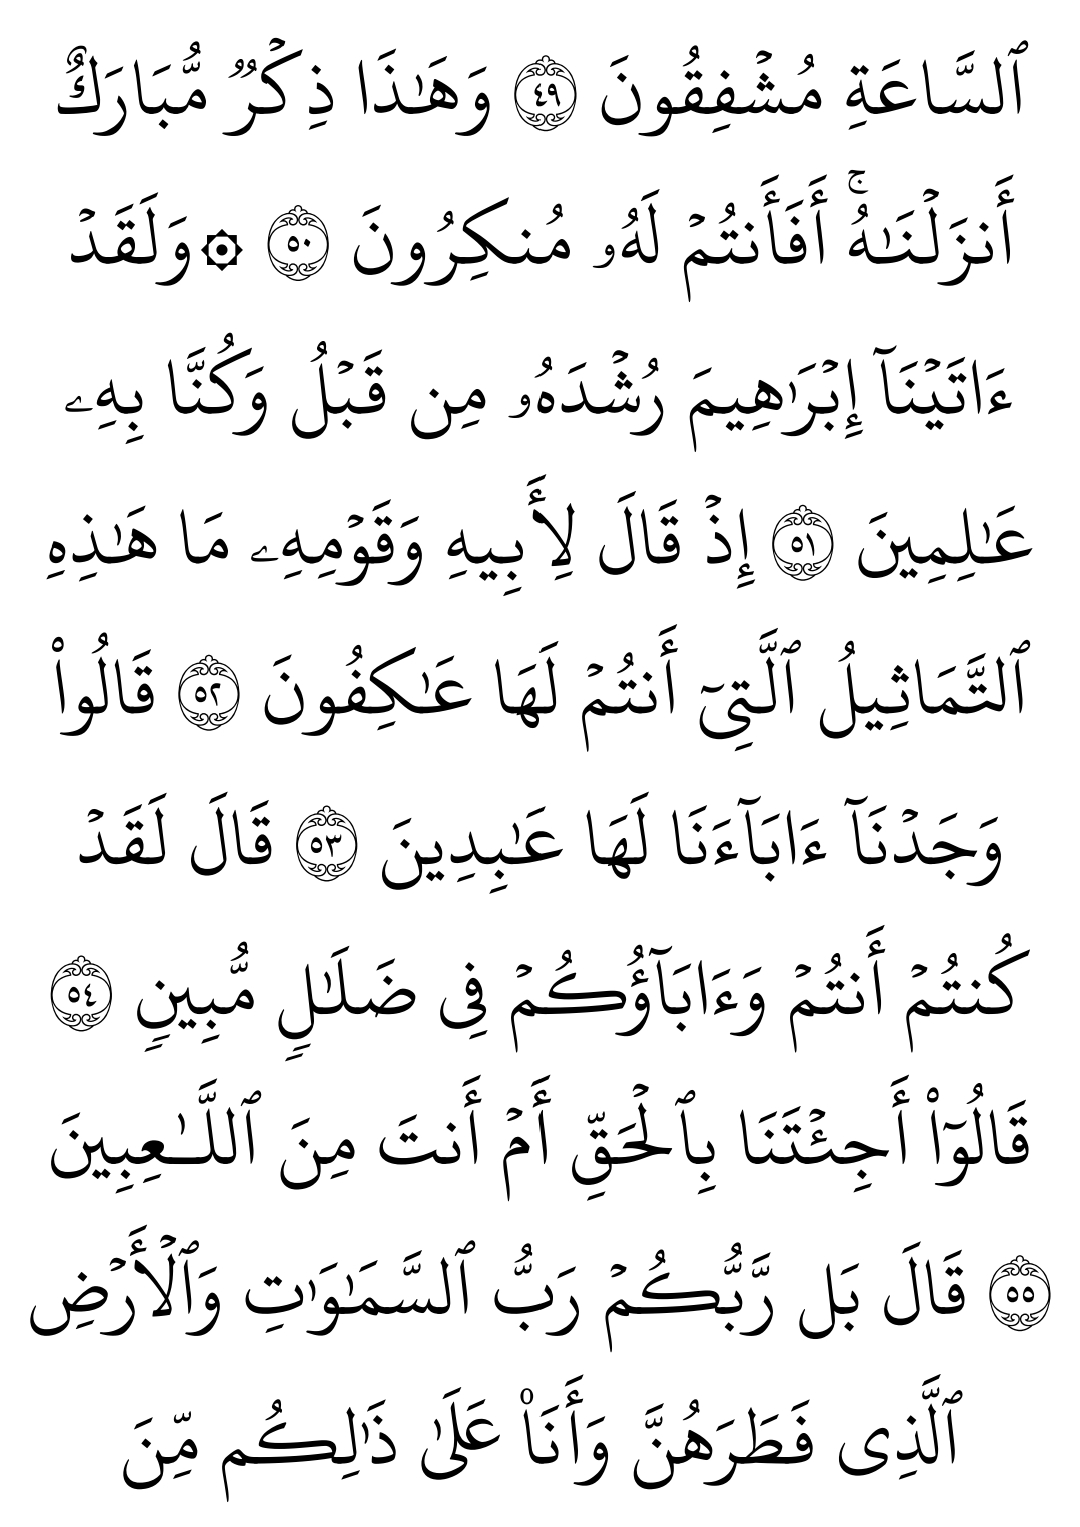 ٱلسَّاعَةِ مُشۡفِقُونَ ٤٩ وَهَٰذَا ذِكۡرٞ مُّبَارَكٌ
أَنزَلۡنَٰهُۚ أَفَأَنتُمۡ لَهُۥ مُنكِرُونَ ٥٠ ۞وَلَقَدۡ
ءَاتَيۡنَآ إِبۡرَٰهِيمَ رُشۡدَهُۥ مِن قَبۡلُ وَكُنَّا بِهِۦ
عَٰلِمِينَ ٥١ إِذۡ قَالَ لِأَبِيهِ وَقَوۡمِهِۦ مَا هَٰذِهِ
ٱلتَّمَاثِيلُ ٱلَّتِيٓ أَنتُمۡ لَهَا عَٰكِفُونَ ٥٢ قَالُواْ
وَجَدۡنَآ ءَابَآءَنَا لَهَا عَٰبِدِينَ ٥٣ قَالَ لَقَدۡ
كُنتُمۡ أَنتُمۡ وَءَابَآؤُكُمۡ فِي ضَلَٰلٖ مُّبِينٖ ٥٤
قَالُوٓاْ أَجِئۡتَنَا بِٱلۡحَقِّ أَمۡ أَنتَ مِنَ ٱللَّٰعِبِينَ
٥٥ قَالَ بَل رَّبُّكُمۡ رَبُّ ٱلسَّمَٰوَٰتِ وَٱلۡأَرۡضِ
ٱلَّذِي فَطَرَهُنَّ وَأَنَا۠ عَلَىٰ ذَٰلِكُم مِّنَ